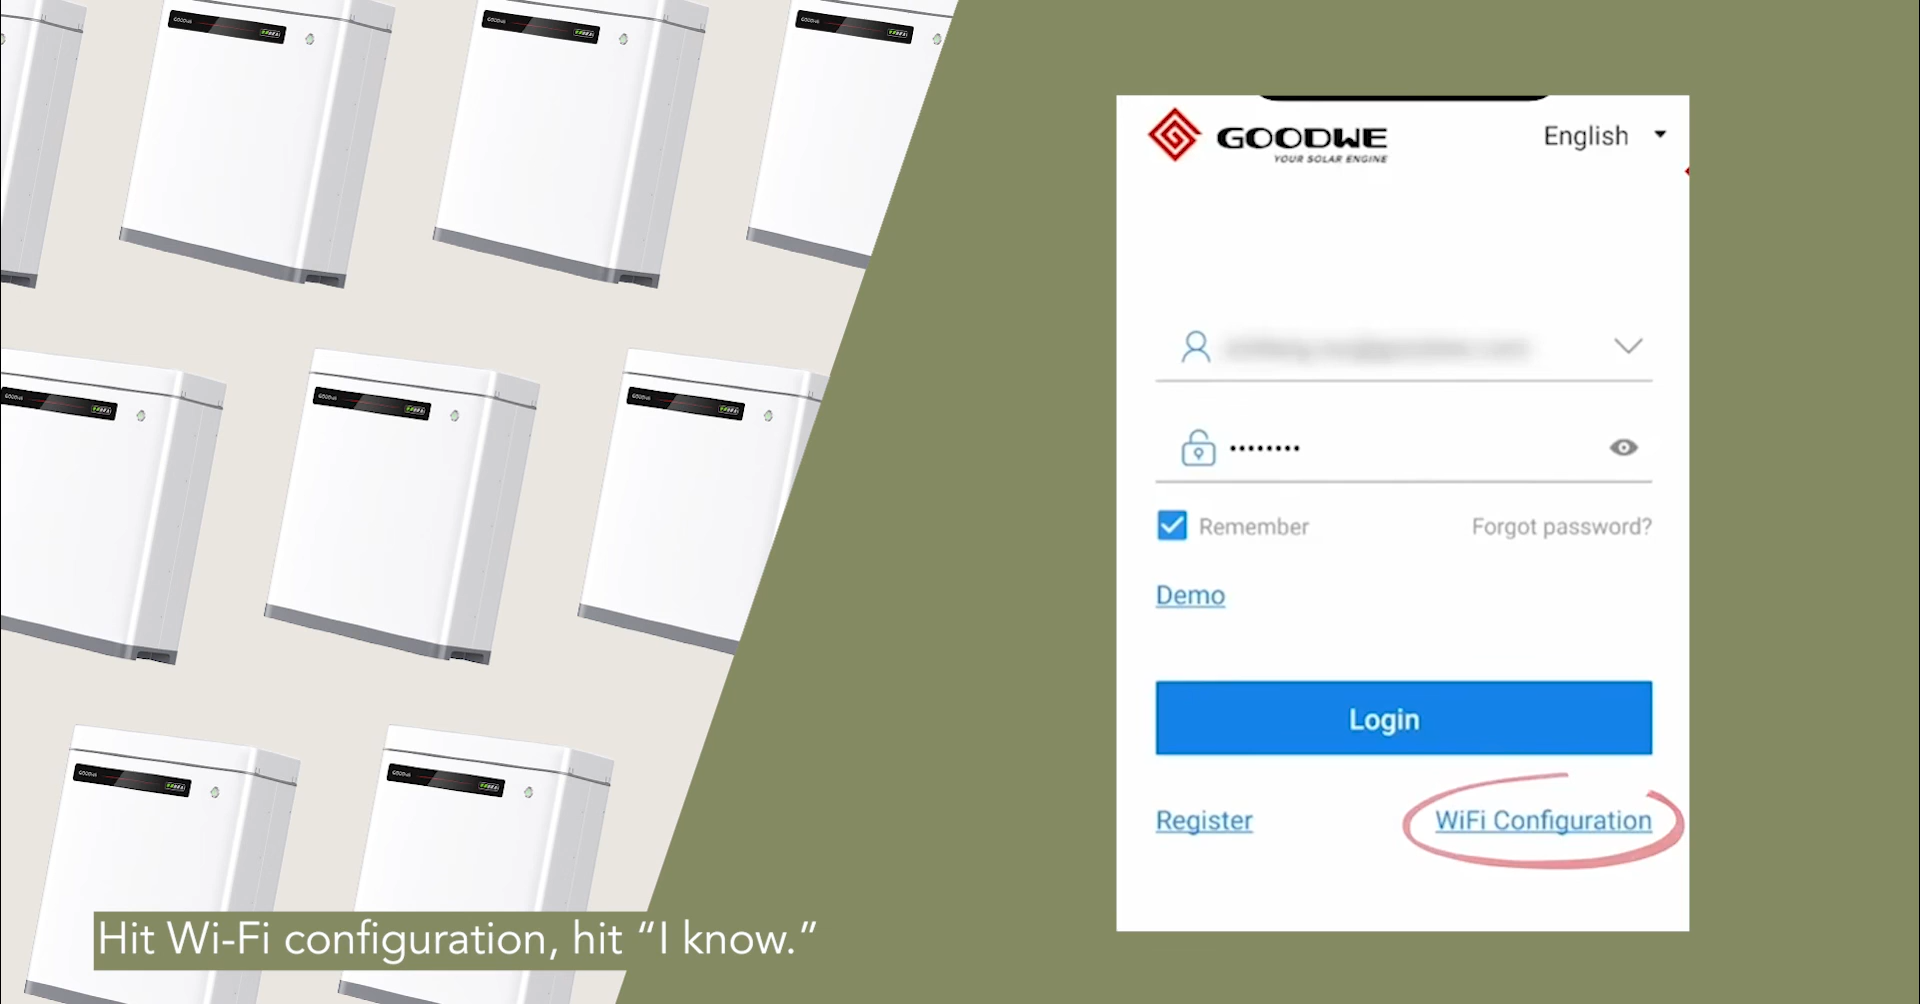 GOODWE
YOUR SOLAR ENGINE
English
Remember
Forgot password?
Demo
Login
Register
WiFi Configuration
Hit Wi-Fi configuration, hit “I know.”